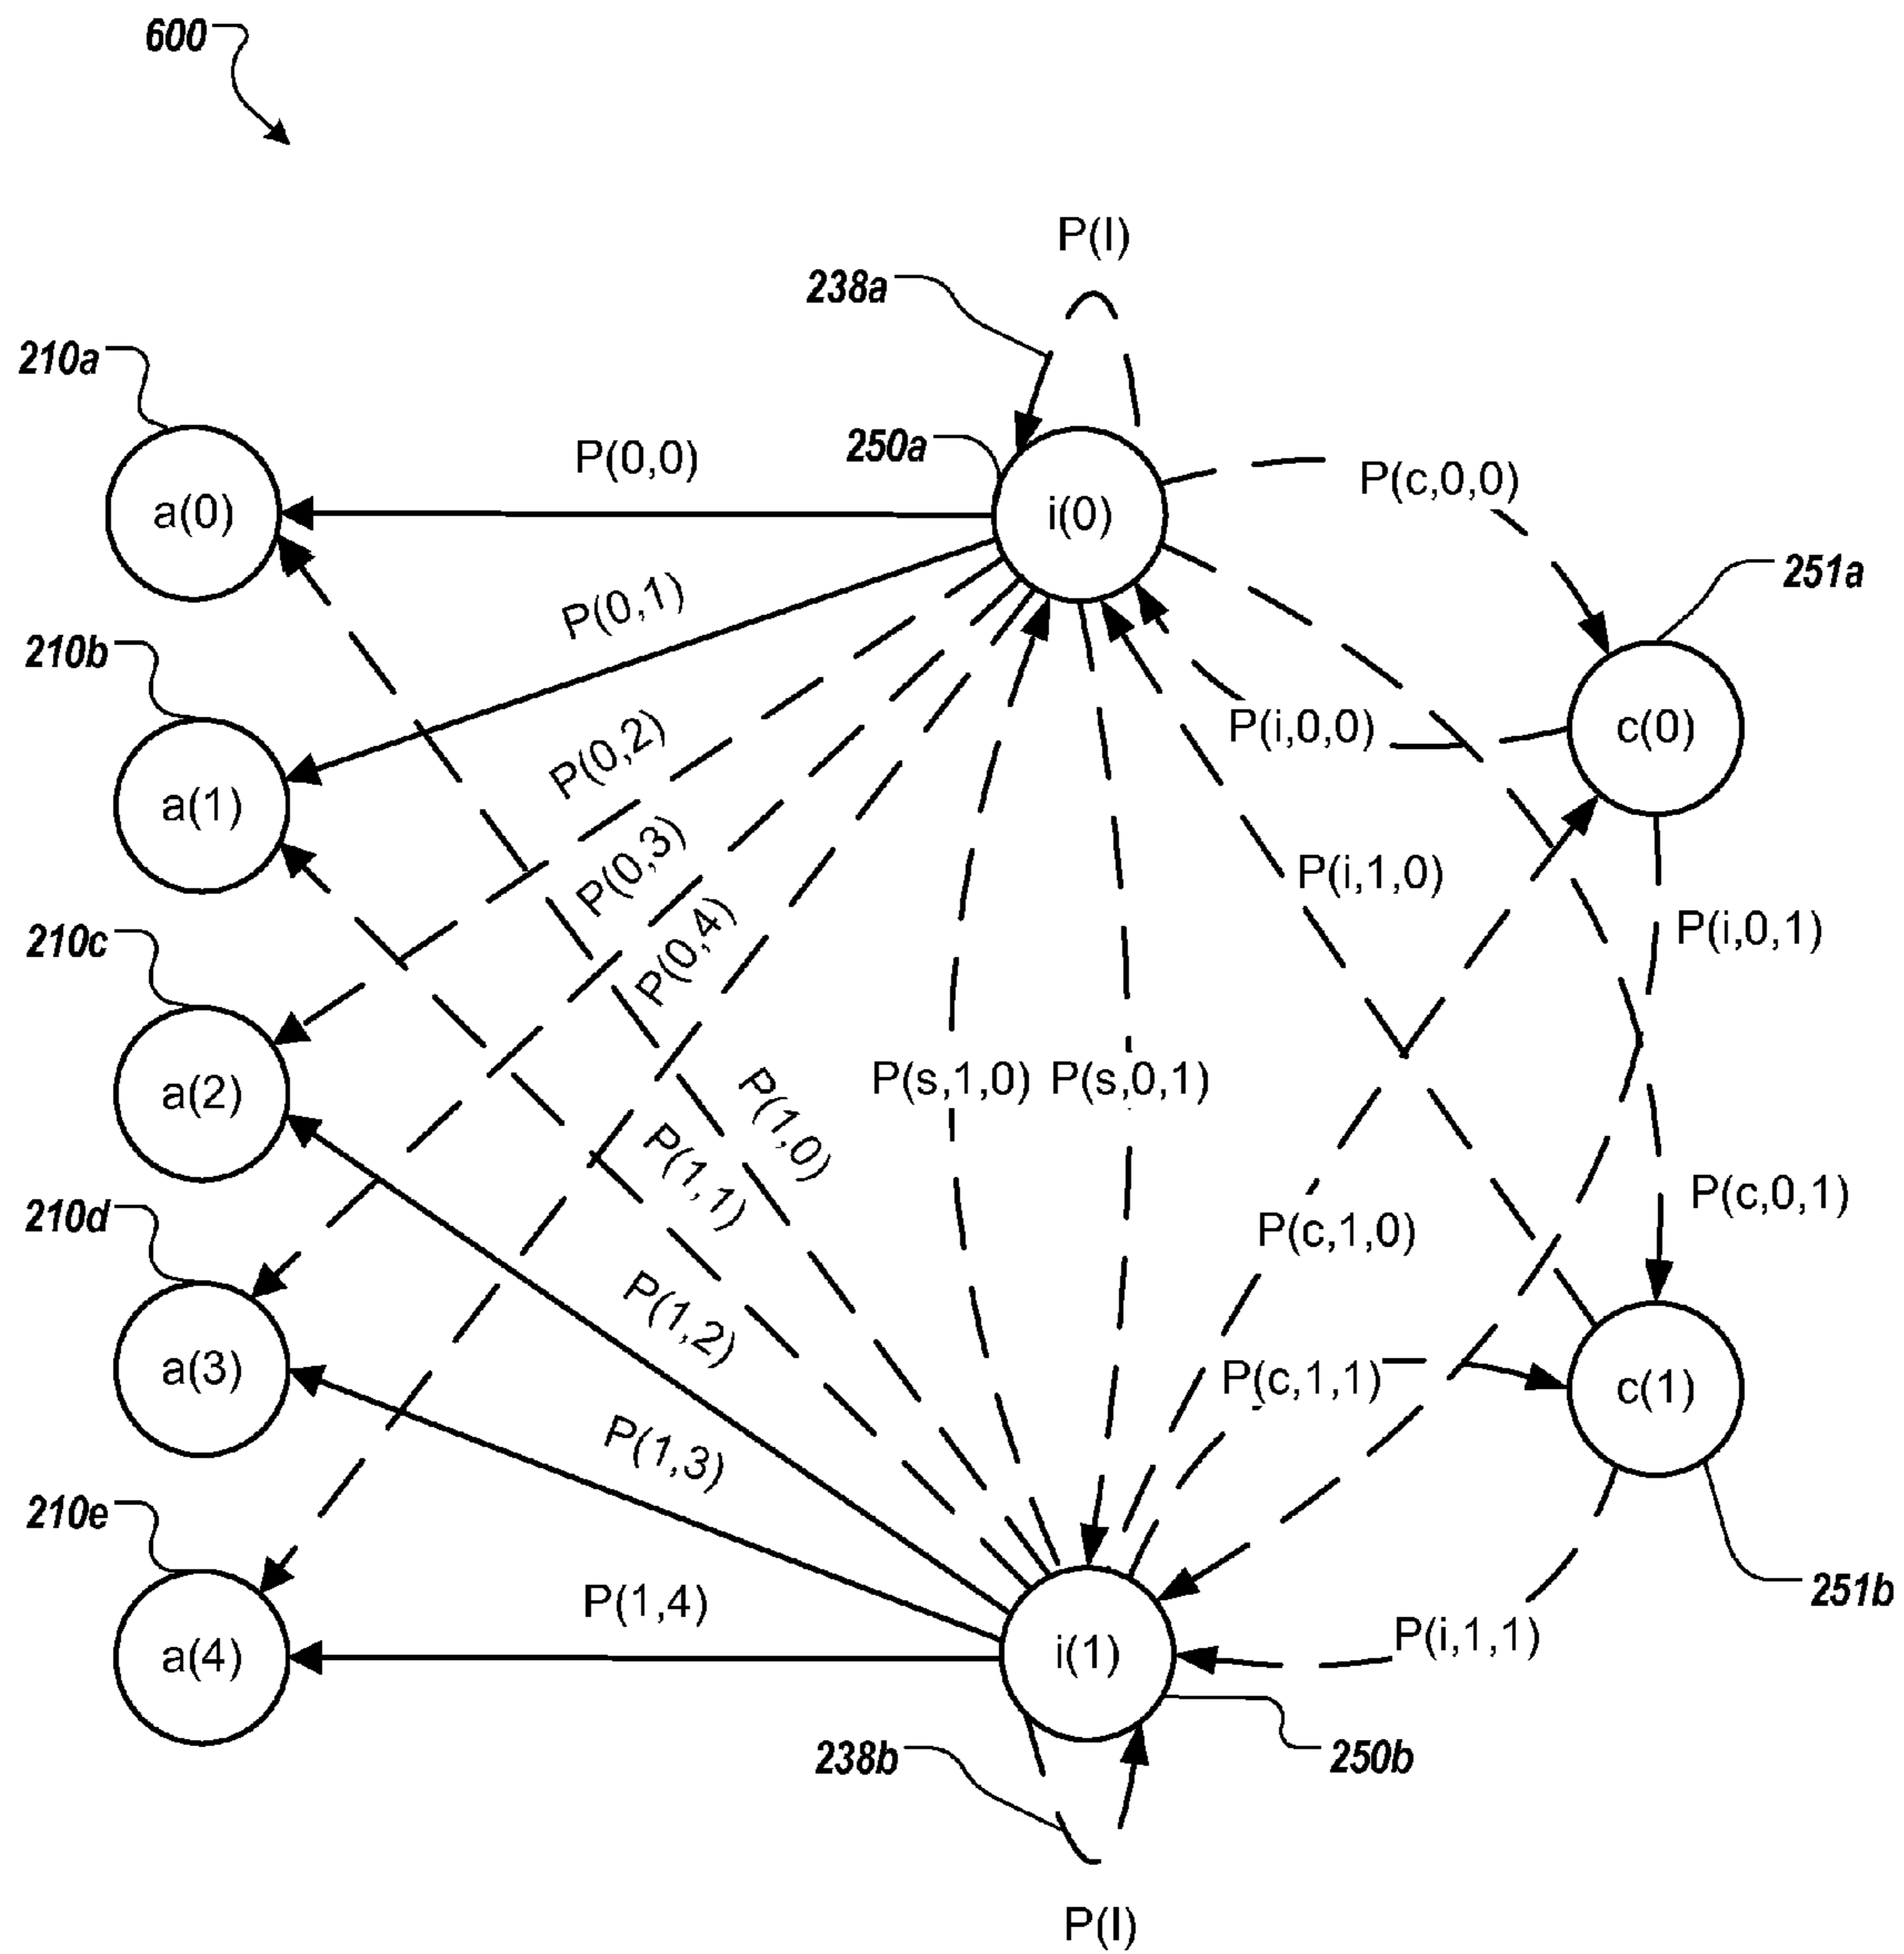 600
P(I)
238a
210a
250a
P(0,0)
P(c,0,0)
a(0)
i(0)
251a
P(0,1)
210b
P(0,2)
P(i,0,0)
c(0)
a(1)
P(0,3)
P(i,1,0)
210c
P(0,4)
P(i,0,1)
a(2)
P(s,1,0)
P(s,0,1)
P(1,0)
P(1,1)
210d
P(c,0,1)
P(c,1,0)
P(1,2)
a(3)
P(c,1,1)
c(1)
P(1,3)
210e
P(1,4)
251b
a(4)
i(1)
P(i,1,1)
238b
250b
P(I)